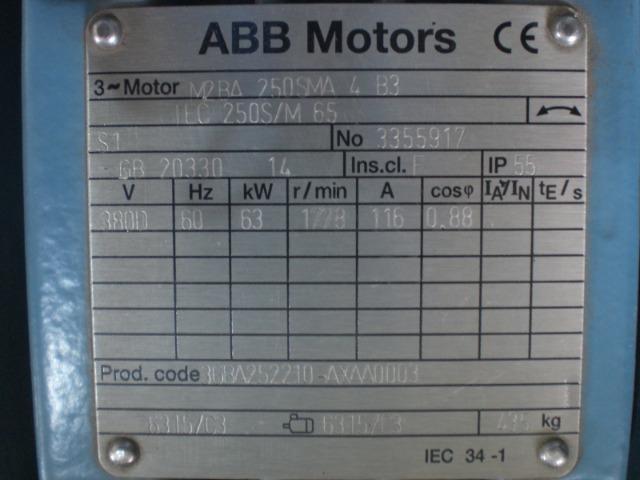 ABB Motors CE
3~Motor M2BA 250SMA 4 B3
IEC 250S/M 65
S1 No 3355917
GB 20330 14 Ins.cl. F IP 55
V Hz kW r/min A cosφ IA/IN tE/s
380D 60 63 1778 116 0,88
Prod. code 3GBA252210-AXAA0003
6315/C3 6315/C3 435 kg
IEC 34-1